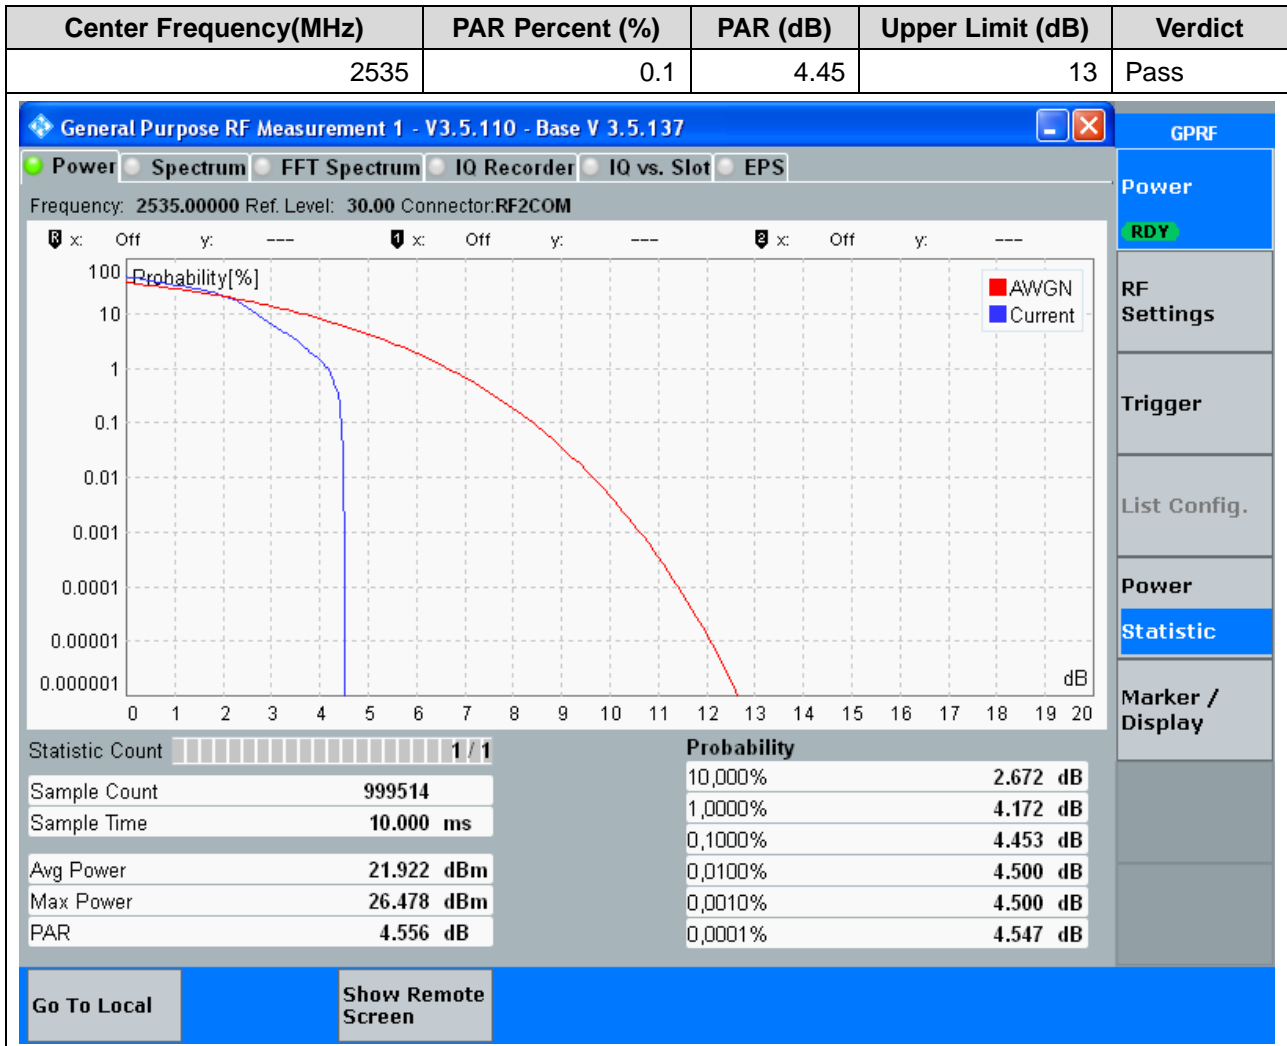 Center Frequency(MHz) PAR Percent (%) PAR (dB) Upper Limit (dB) Verdict
2535 0.1 4.45 13 Pass
General Purpose RF Measurement 1 - V3.5.110 - Base V 3.5.137
GPRF
Power Spectrum FFT Spectrum IQ Recorder IQ vs. Slot EPS
Frequency: 2535.00000 Ref. Level: 30.00 Connector:RF2COM
R x: Off y: --- 1 x: Off y: --- 2 x: Off y: ---
Probability[%]
AWGN
Current
100
10
1
0.1
0.01
0.001
0.0001
0.00001
0.000001
dB
0 1 2 3 4 5 6 7 8 9 10 11 12 13 14 15 16 17 18 19 20
Statistic Count 1 / 1
Sample Count 999514
Sample Time 10.000 ms
Avg Power 21.922 dBm
Max Power 26.478 dBm
PAR 4.556 dB
Probability
10,000% 2.672 dB
1,0000% 4.172 dB
0,1000% 4.453 dB
0,0100% 4.500 dB
0,0010% 4.500 dB
0,0001% 4.547 dB
Power
RDY
RF
Settings
Trigger
List Config.
Power
Statistic
Marker /
Display
Go To Local
Show Remote
Screen